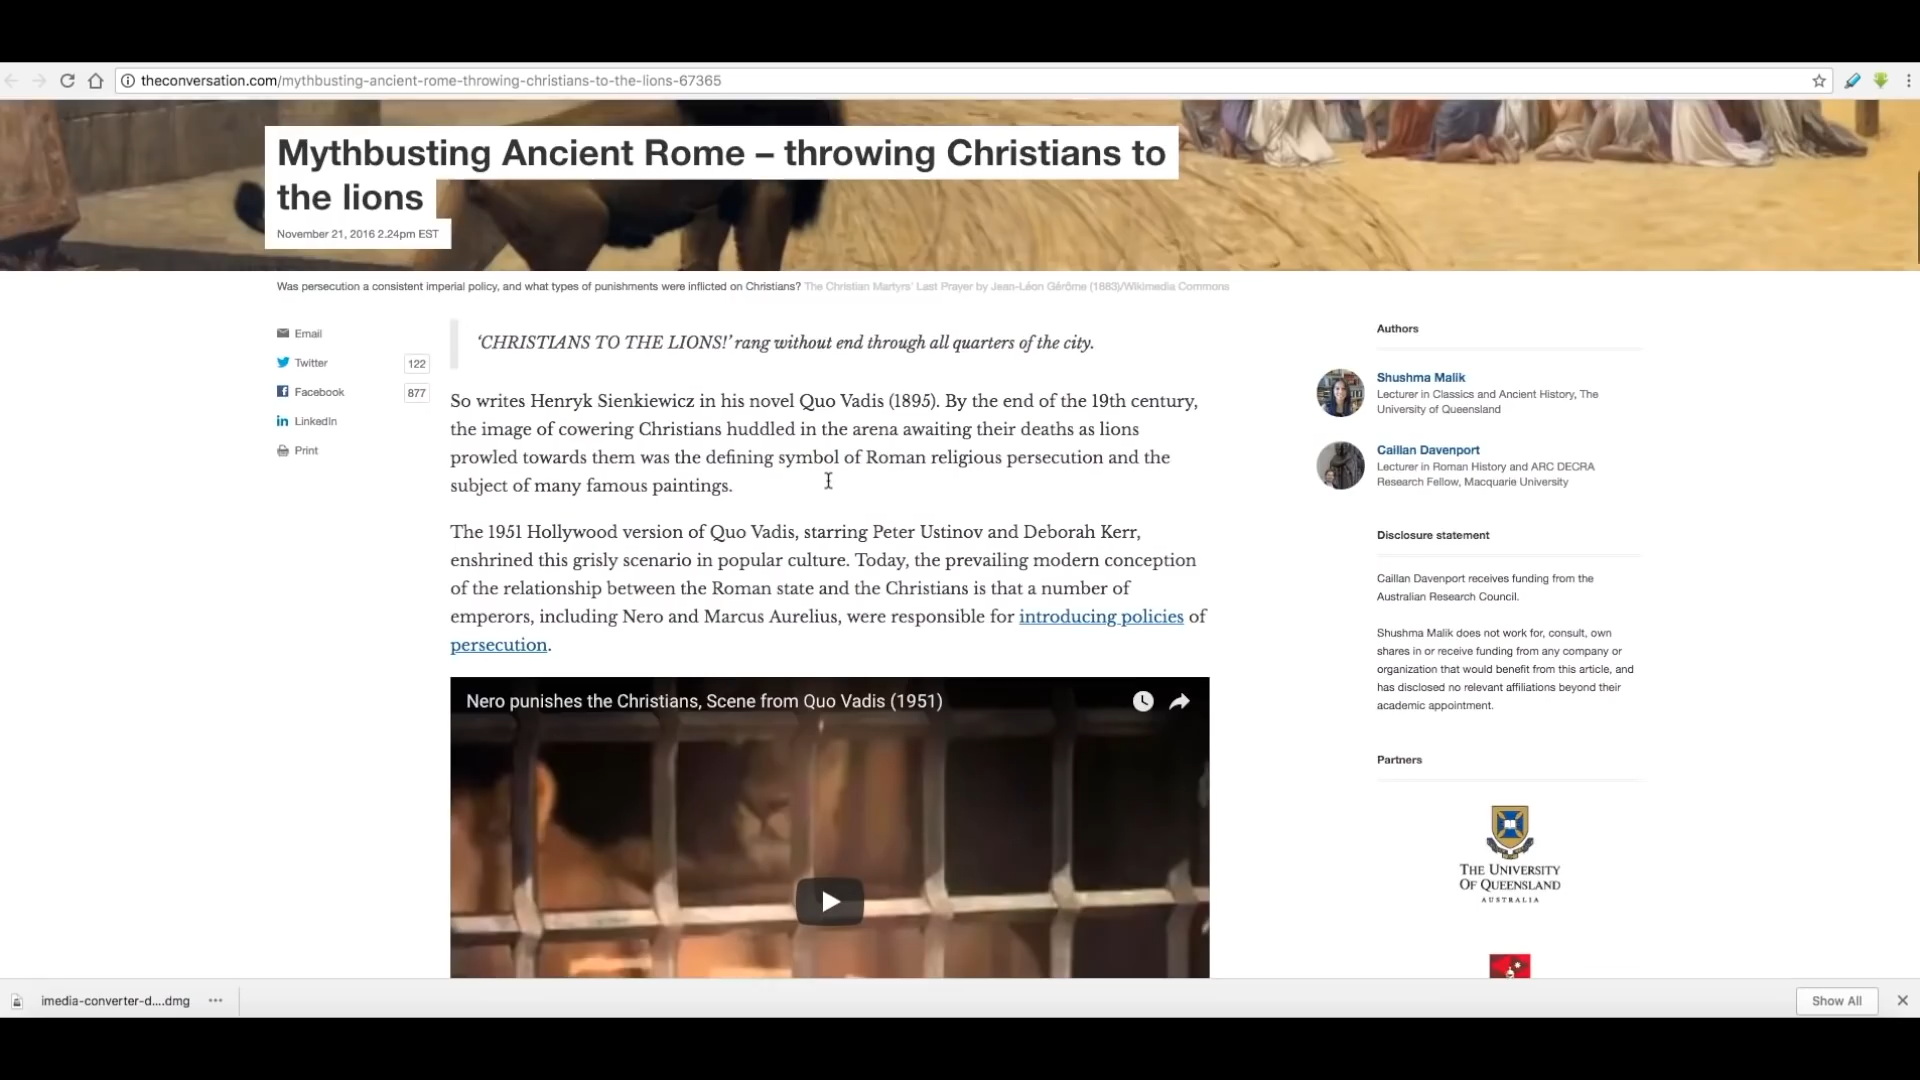 theconversation.com/mythbusting-ancient-rome-throwing-christians-to-the-lions-67365
Mythbusting Ancient Rome – throwing Christians to
the lions
November 21, 2016 2.24pm EST
Was persecution a consistent imperial policy, and what types of punishments were inflicted on Christians? The Christian Martyrs' Last Prayer by Jean-Léon Gérôme (1883)/Wikimedia Commons
Email
Twitter 122
Facebook 877
LinkedIn
Print
‘CHRISTIANS TO THE LIONS!’ rang without end through all quarters of the city.
So writes Henryk Sienkiewicz in his novel Quo Vadis (1895). By the end of the 19th century,
the image of cowering Christians huddled in the arena awaiting their deaths as lions
prowled towards them was the defining symbol of Roman religious persecution and the
subject of many famous paintings.
The 1951 Hollywood version of Quo Vadis, starring Peter Ustinov and Deborah Kerr,
enshrined this grisly scenario in popular culture. Today, the prevailing modern conception
of the relationship between the Roman state and the Christians is that a number of
emperors, including Nero and Marcus Aurelius, were responsible for introducing policies of
persecution.
Nero punishes the Christians, Scene from Quo Vadis (1951)
Authors
Shushma Malik
Lecturer in Classics and Ancient History, The
University of Queensland
Caillan Davenport
Lecturer in Roman History and ARC DECRA
Research Fellow, Macquarie University
Disclosure statement
Caillan Davenport receives funding from the
Australian Research Council.
Shushma Malik does not work for, consult, own
shares in or receive funding from any company or
organization that would benefit from this article, and
has disclosed no relevant affiliations beyond their
academic appointment.
Partners
THE UNIVERSITY
OF QUEENSLAND
AUSTRALIA
imedia-converter-d....dmg
Show All